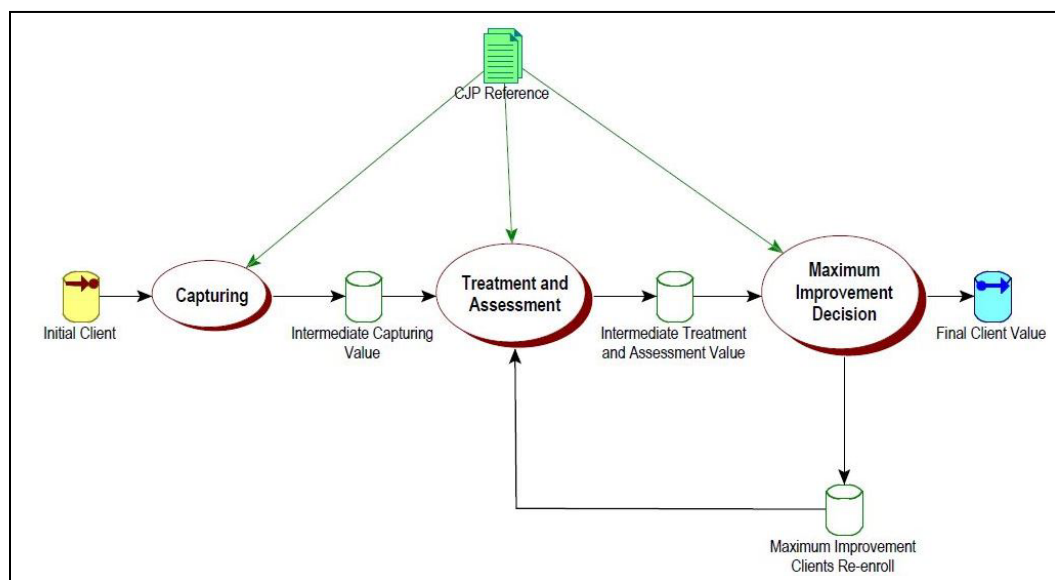 CJP Reference
Capturing
Treatment and
Assessment
Maximum
Improvement
Decision
Initial Client
Intermediate Capturing
Value
Intermediate Treatment
and Assessment Value
Final Client Value
Maximum Improvement
Clients Re-enroll